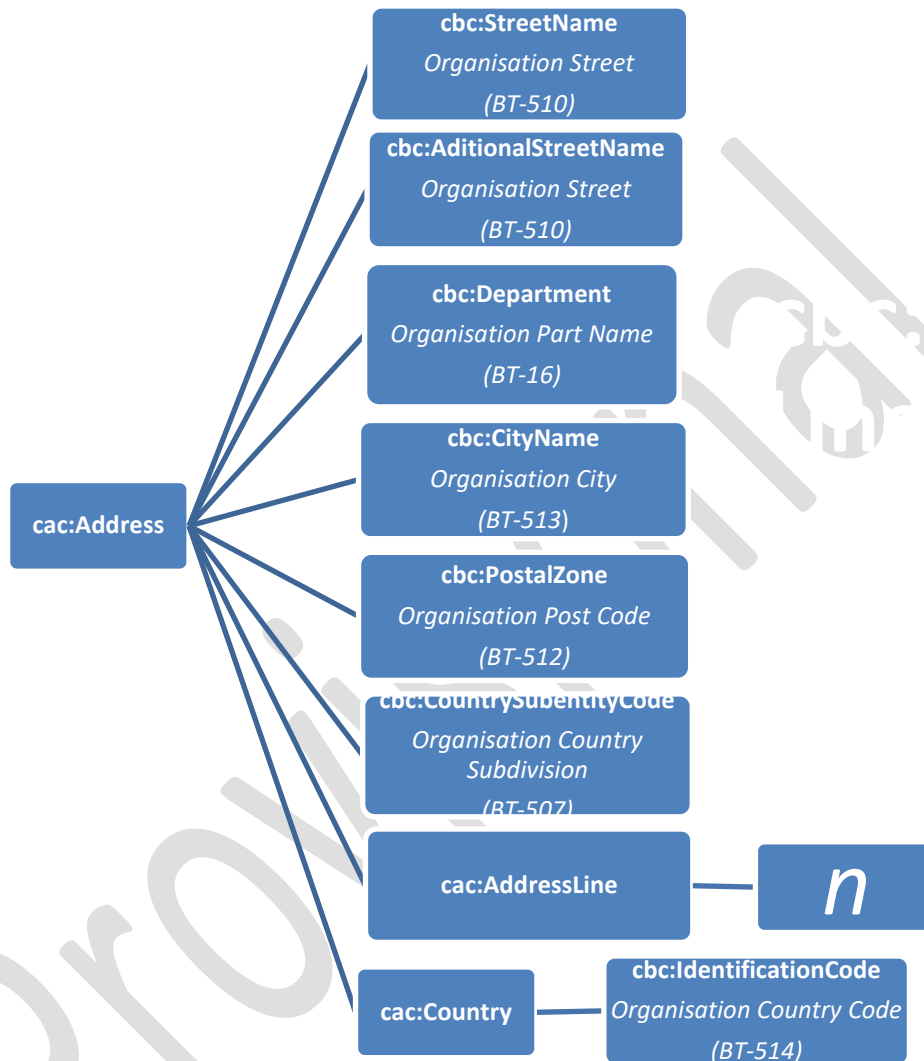 cbc:StreetName
Organisation Street
(BT-510)
cbc:AditionalStreetName
Organisation Street
(BT-510)
cbc:Department
Organisation Part Name
(BT-16)
cbc:CityName
Organisation City
(BT-513)
cac:Address
cbc:PostalZone
Organisation Post Code
(BT-512)
cbc:CountrySubentityCode
Organisation Country
Subdivision
(BT-507)
cac:AddressLine
n
cac:Country
cbc:IdentificationCode
Organisation Country Code
(BT-514)